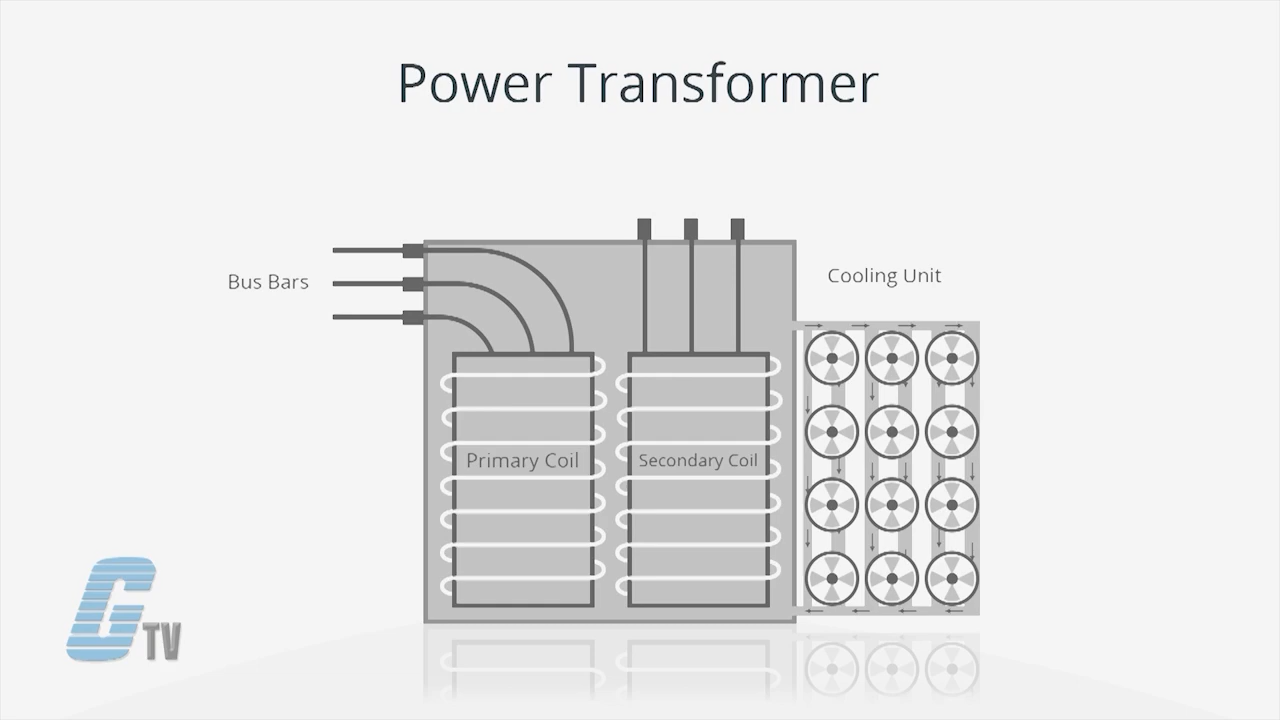 Power Transformer
Bus Bars
Cooling Unit
Primary Coil
Secondary Coil
G
TV